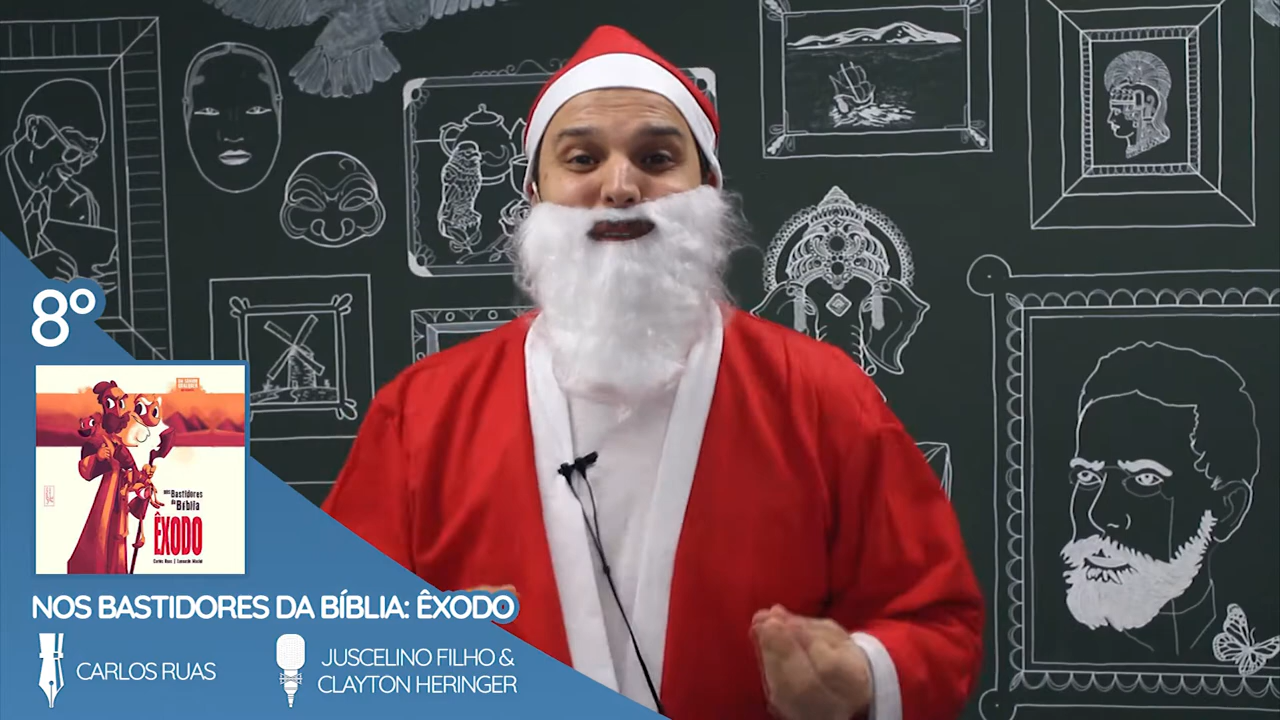 8º
nos Bastidores
da Bíblia
ÊXODO
NOS BASTIDORES DA BÍBLIA: ÊXODO
CARLOS RUAS
JUSCELINO FILHO &
CLAYTON HERINGER